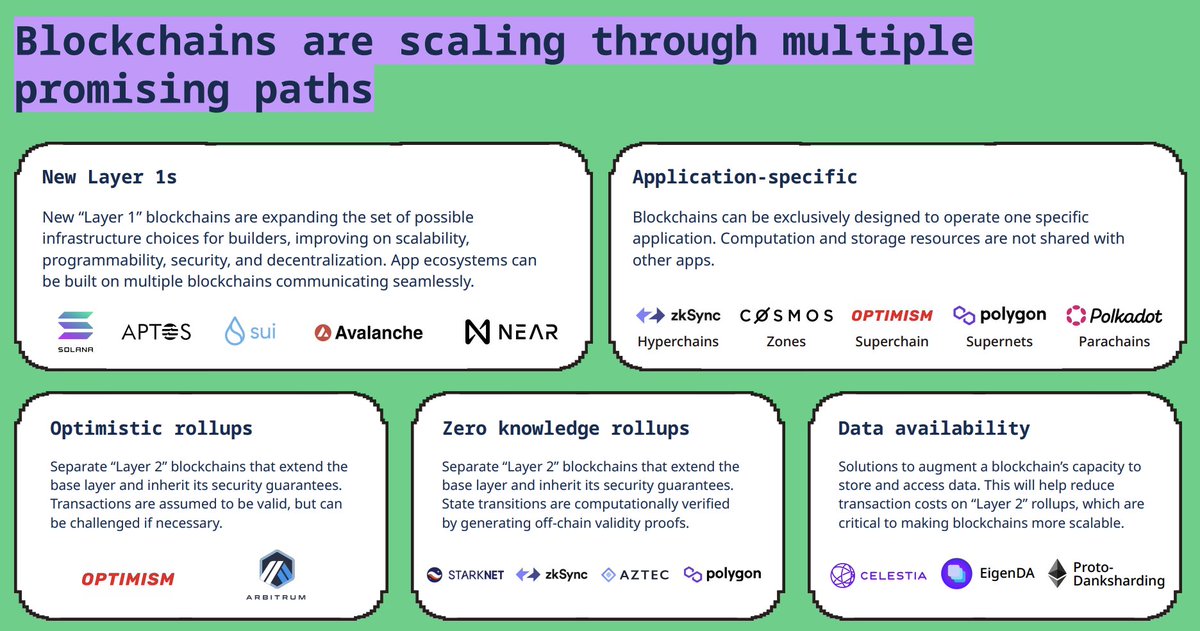 Blockchains are scaling through multiple
promising paths
New Layer 1s
New “Layer 1” blockchains are expanding the set of possible
infrastructure choices for builders, improving on scalability,
programmability, security, and decentralization. App ecosystems can
be built on multiple blockchains communicating seamlessly.
SOLANA
APTOS
sui
Avalanche
NEAR
Application-specific
Blockchains can be exclusively designed to operate one specific
application. Computation and storage resources are not shared with
other apps.
zkSync
Hyperchains
COSMOS
Zones
OPTIMISM
Superchain
polygon
Supernets
Polkadot
Parachains
Optimistic rollups
Separate “Layer 2” blockchains that extend the
base layer and inherit its security guarantees.
Transactions are assumed to be valid, but can
be challenged if necessary.
OPTIMISM
ARBITRUM
Zero knowledge rollups
Separate “Layer 2” blockchains that extend the
base layer and inherit its security guarantees.
State transitions are computationally verified
by generating off-chain validity proofs.
STARKNET
zkSync
AZTEC
polygon
Data availability
Solutions to augment a blockchain’s capacity to
store and access data. This will help reduce
transaction costs on “Layer 2” rollups, which are
critical to making blockchains more scalable.
CELESTIA
EigenDA
Proto-
Danksharding